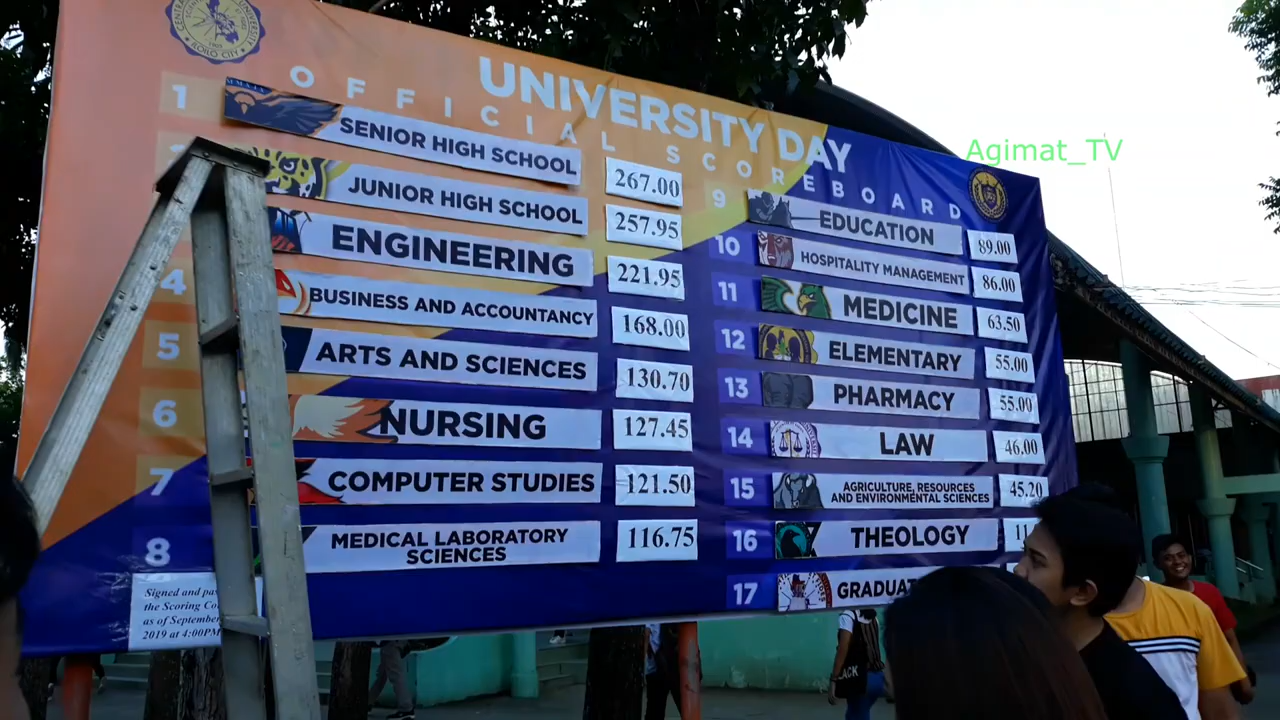 UNIVERSITY DAY
OFFICIAL SCOREBOARD
Agimat_TV
1 SENIOR HIGH SCHOOL 267.00
JUNIOR HIGH SCHOOL 257.95
ENGINEERING 221.95
4 BUSINESS AND ACCOUNTANCY 168.00
5 ARTS AND SCIENCES 130.70
6 NURSING 127.45
7 COMPUTER STUDIES 121.50
8 MEDICAL LABORATORY
SCIENCES 116.75
9 EDUCATION 89.00
10 HOSPITALITY MANAGEMENT 86.00
11 MEDICINE 63.50
12 ELEMENTARY 55.00
13 PHARMACY 55.00
14 LAW 46.00
15 AGRICULTURE, RESOURCES
AND ENVIRONMENTAL SCIENCES 45.20
16 THEOLOGY
17
Signed and
the Scoring
as of September
2019 at 4:00PM